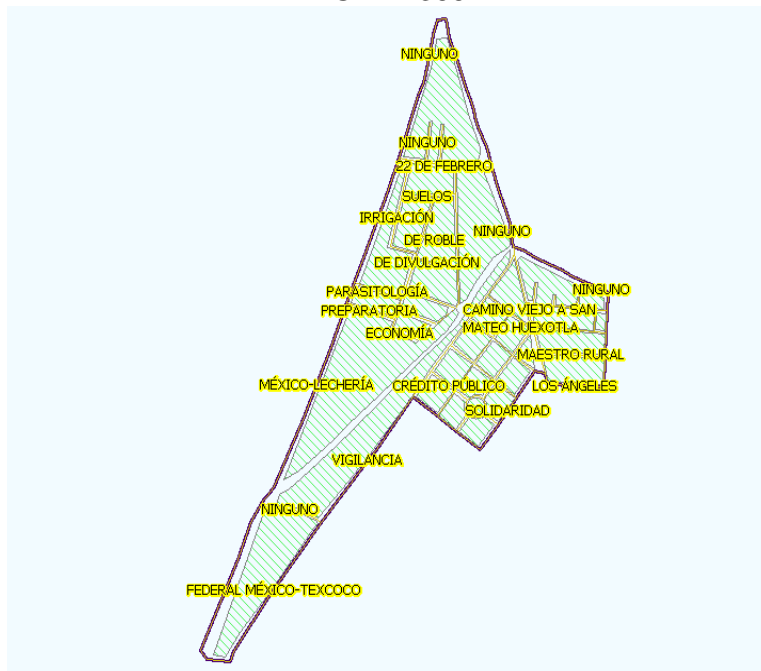 NINGUNO
NINGUNO
22 DE FEBRERO
SUELOS
IRRIGACIÓN
NINGUNO
DE ROBLE
DE DIVULGACIÓN
PARASITOLOGÍA
NINGUNO
PREPARATORIA
CAMINO VIEJO A SAN
MATEO HUEXOTLA
ECONOMÍA
MAESTRO RURAL
MÉXICO-LECHERÍA
CRÉDITO PÚBLICO
LOS ÁNGELES
SOLIDARIDAD
VIGILANCIA
NINGUNO
FEDERAL MÉXICO-TEXCOCO